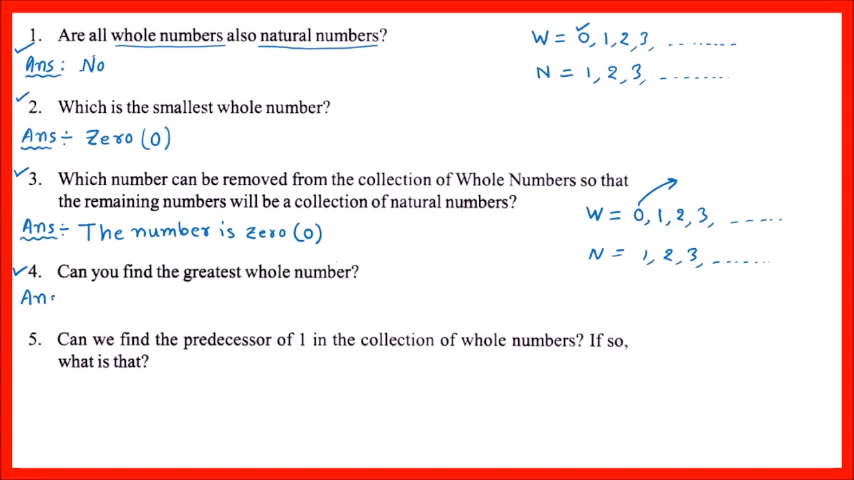 1. Are all whole numbers also natural numbers?
W = 0, 1, 2, 3, .........
Ans: No
N = 1, 2, 3, .........
2. Which is the smallest whole number?
Ans÷ Zero (0)
3. Which number can be removed from the collection of Whole Numbers so that
the remaining numbers will be a collection of natural numbers?
W = 0, 1, 2, 3, ......
Ans÷ The number is zero (0)
N = 1, 2, 3, ........
4. Can you find the greatest whole number?
An:
5. Can we find the predecessor of 1 in the collection of whole numbers? If so,
what is that?